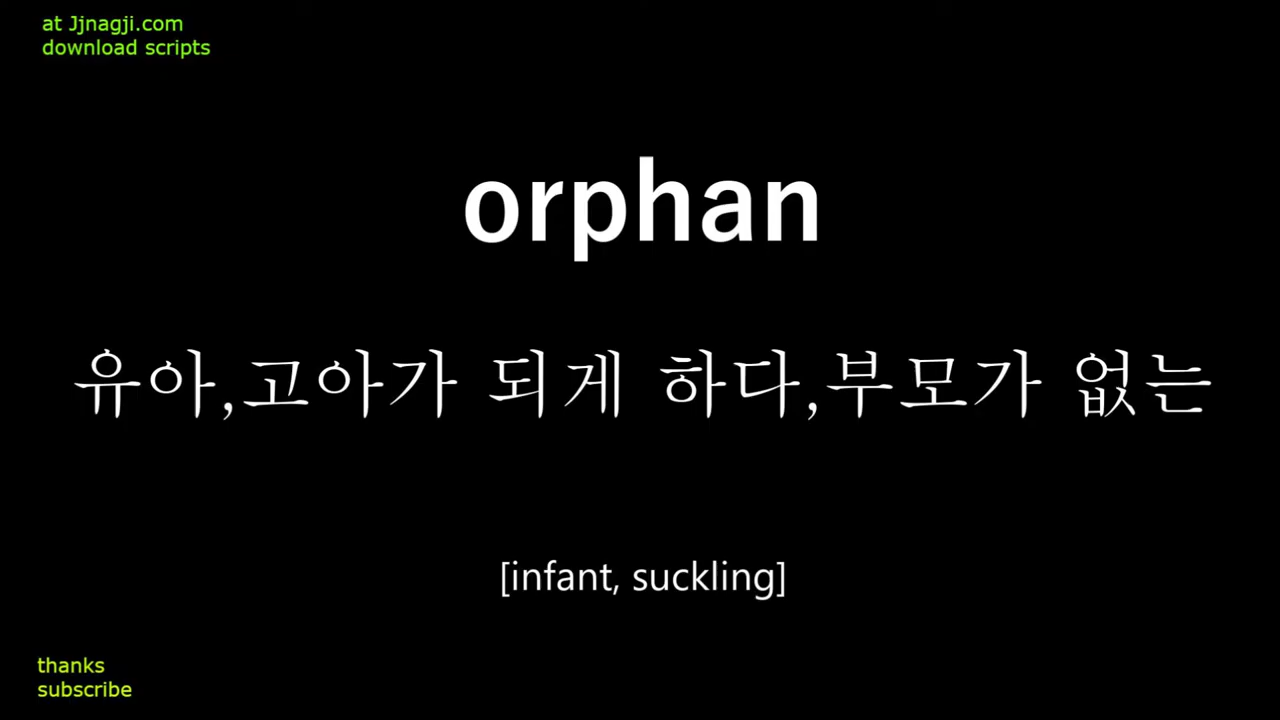 at Jjnagji.com
download scripts
orphan
유아,고아가 되게 하다,부모가 없는
[infant, suckling]
thanks
subscribe